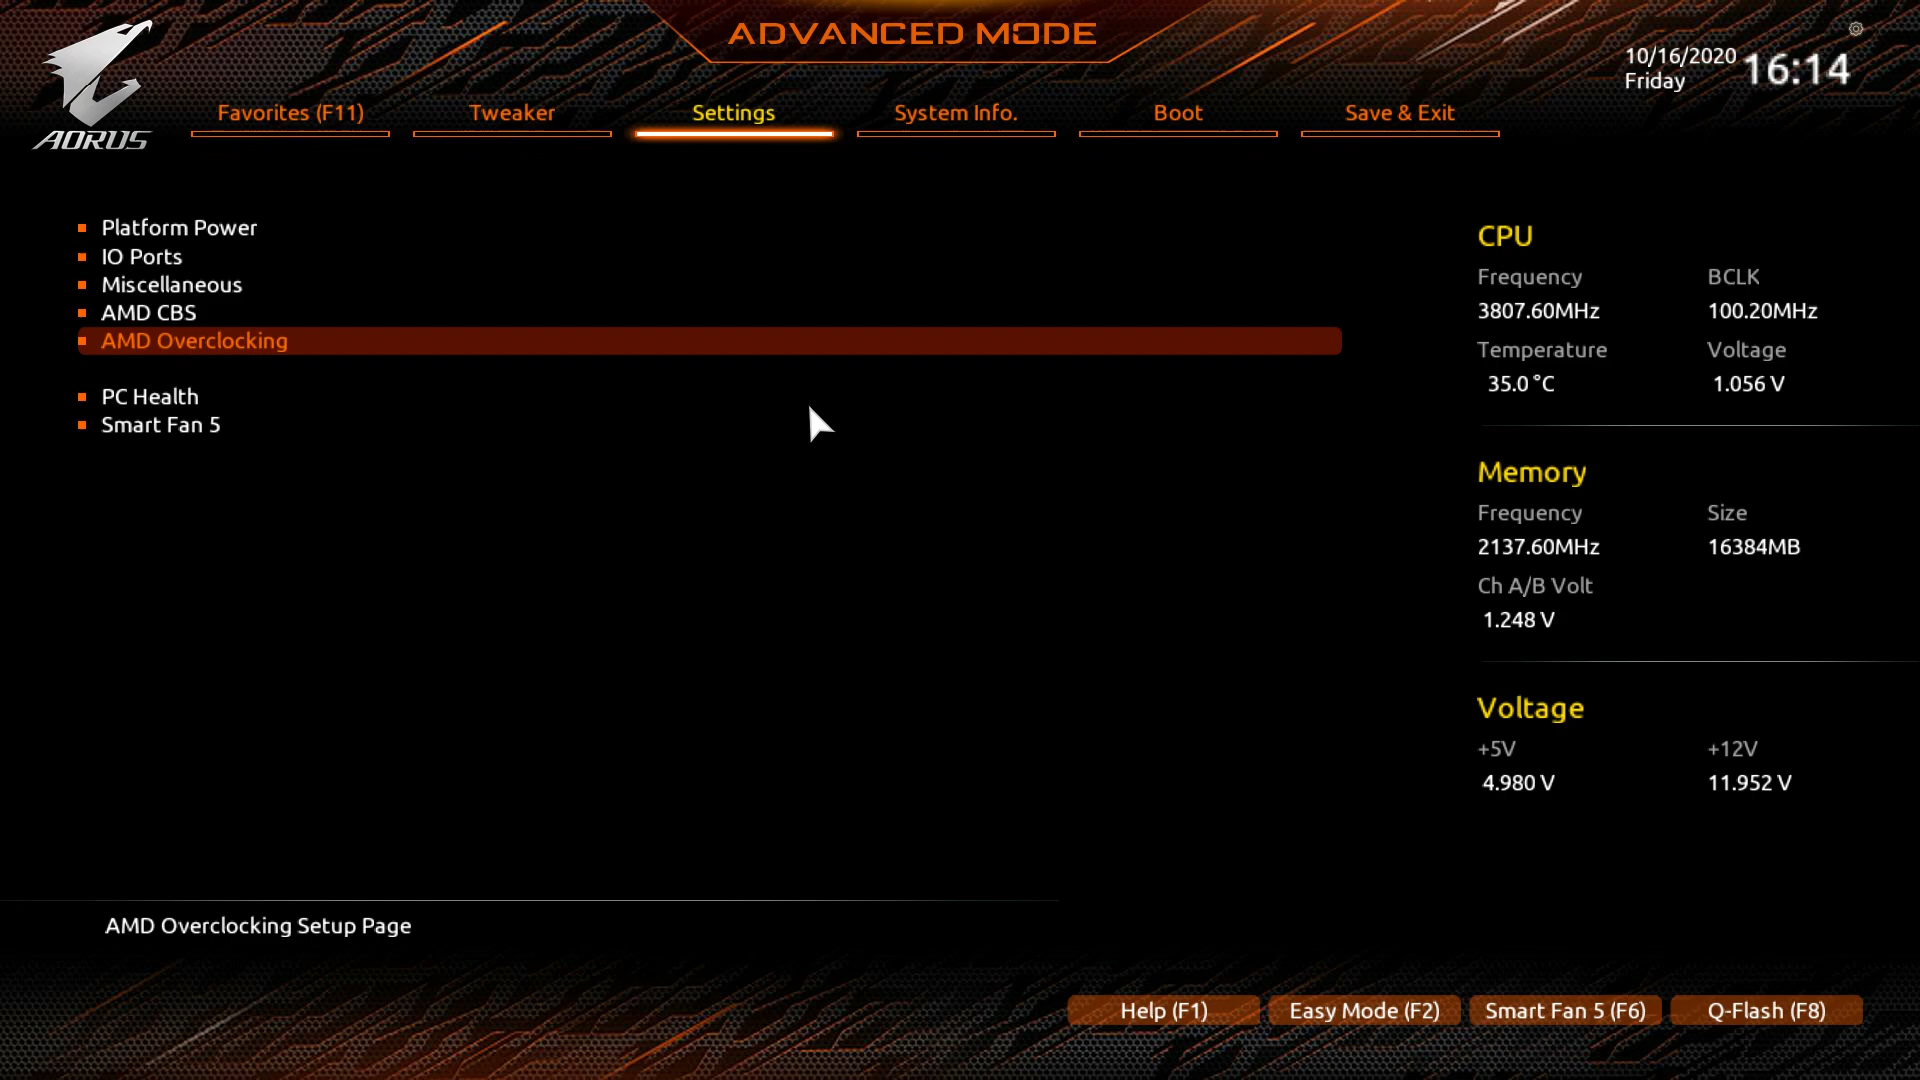 ADVANCED MODE
AORUS
10/16/2020
Friday
16:14
Favorites (F11)
Tweaker
Settings
System Info.
Boot
Save & Exit
Platform Power
IO Ports
Miscellaneous
AMD CBS
AMD Overclocking
PC Health
Smart Fan 5
CPU
Frequency BCLK
3807.60MHz 100.20MHz
Temperature Voltage
35.0 °C 1.056 V
Memory
Frequency Size
2137.60MHz 16384MB
Ch A/B Volt
1.248 V
Voltage
+5V +12V
4.980 V 11.952 V
AMD Overclocking Setup Page
Help (F1)
Easy Mode (F2)
Smart Fan 5 (F6)
Q-Flash (F8)